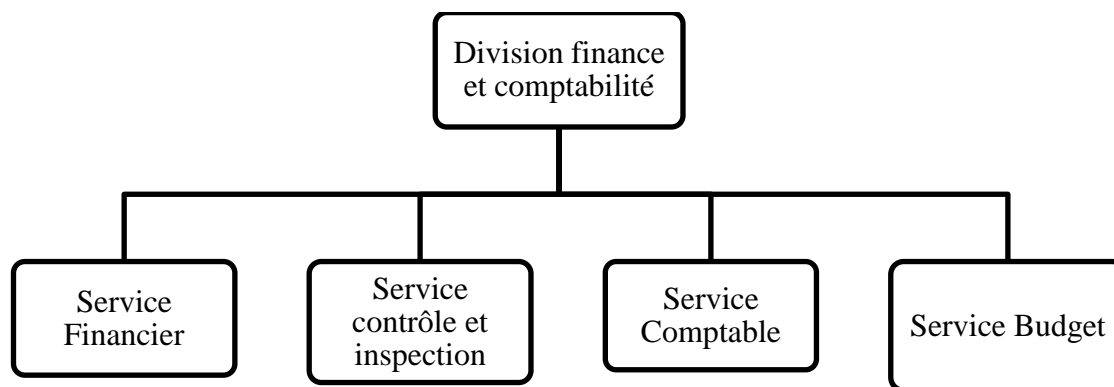 Division finance
et comptabilité
Service
Financier
Service
contrôle et
inspection
Service
Comptable
Service Budget